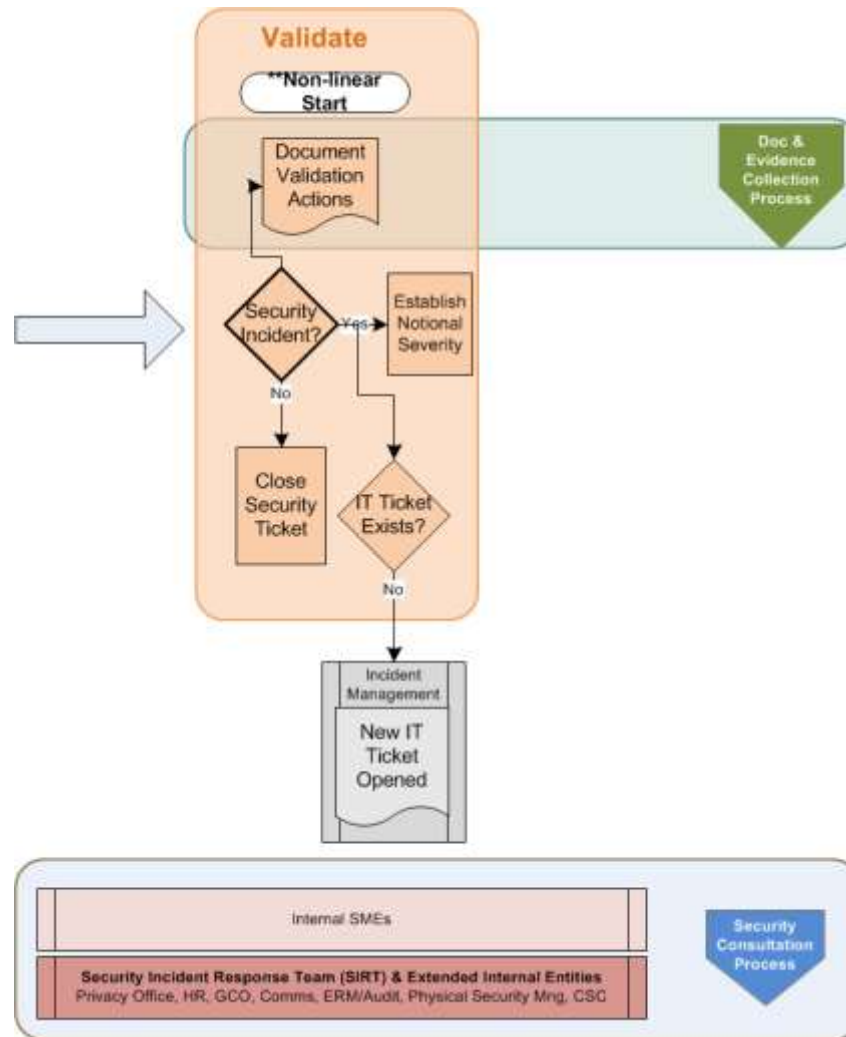 Validate
**Non-linear
Start
Document
Validation
Actions
Doc &
Evidence
Collection
Process
Security
Incident?
Yes
Establish
Notional
Severity
No
Close
Security
Ticket
IT Ticket
Exists?
No
Incident
Management
New IT
Ticket
Opened
Internal SMEs
Security Incident Response Team (SIRT) & Extended Internal Entities
Privacy Office, HR, GCO, Comms, ERM/Audit, Physical Security Mng, CSC
Security
Consultation
Process